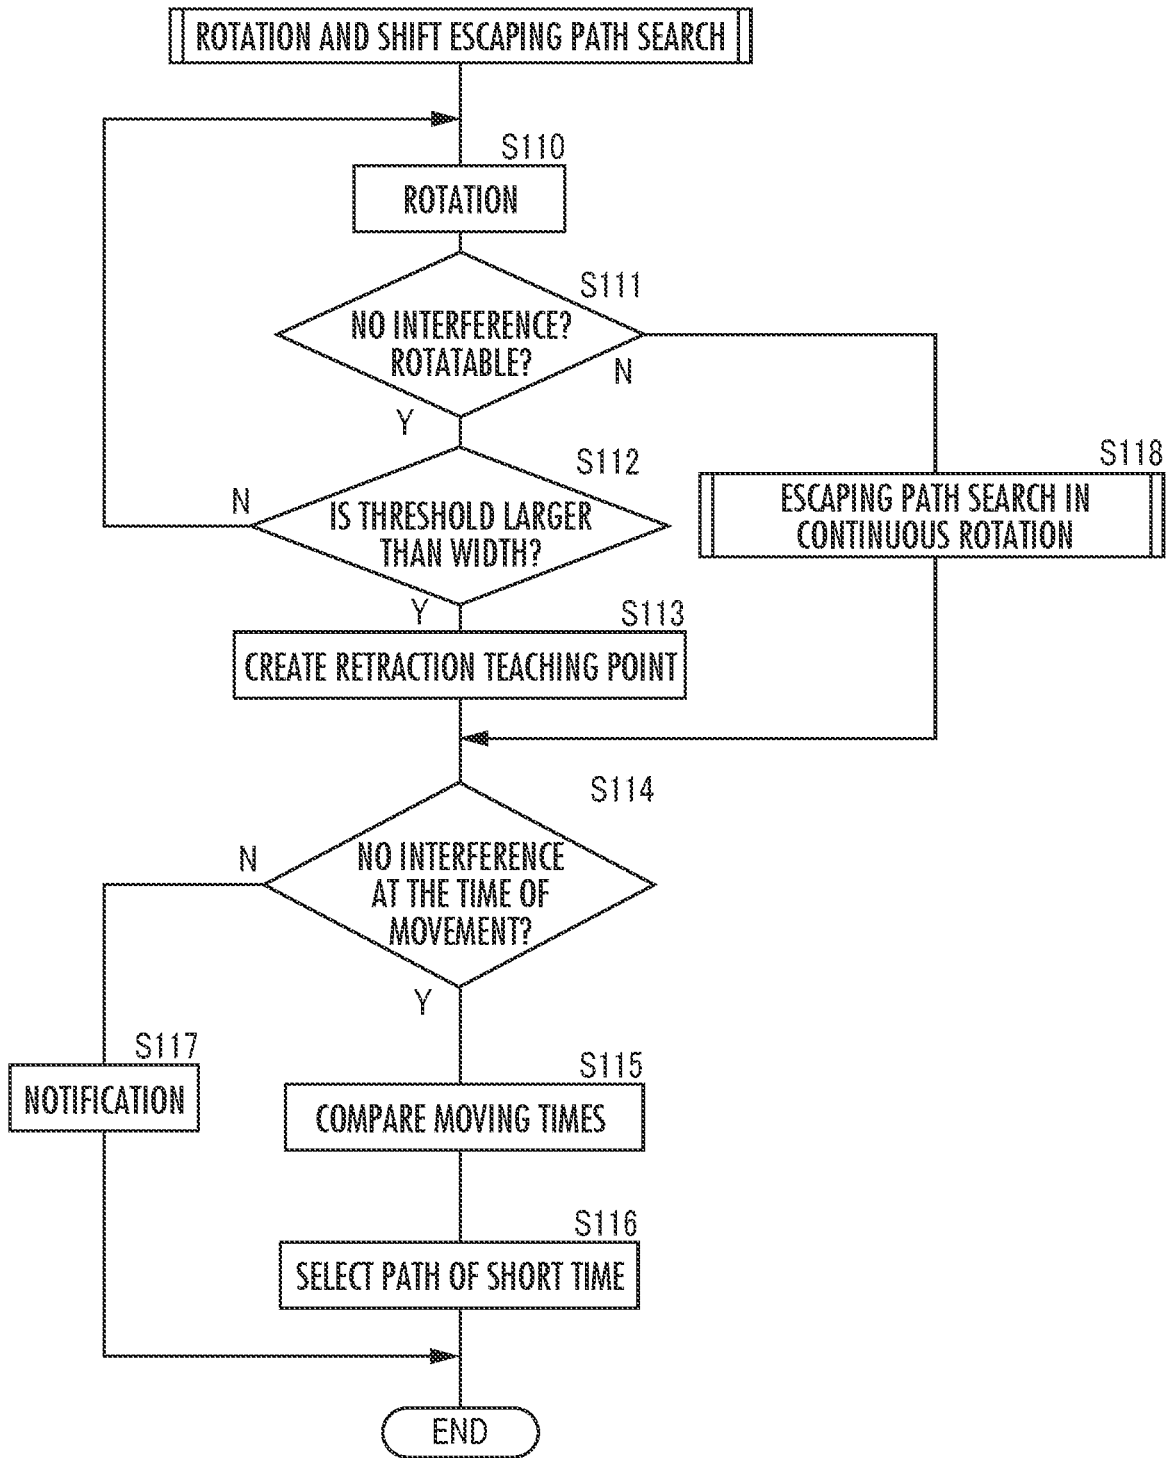 ROTATION AND SHIFT ESCAPING PATH SEARCH
S110
ROTATION
S111
NO INTERFERENCE?
ROTATABLE?
N
Y
S112
N
IS THRESHOLD LARGER
THAN WIDTH?
Y
S118
ESCAPING PATH SEARCH IN
CONTINUOUS ROTATION
S113
CREATE RETRACTION TEACHING POINT
S114
N
NO INTERFERENCE
AT THE TIME OF
MOVEMENT?
Y
S117
NOTIFICATION
S115
COMPARE MOVING TIMES
S116
SELECT PATH OF SHORT TIME
END